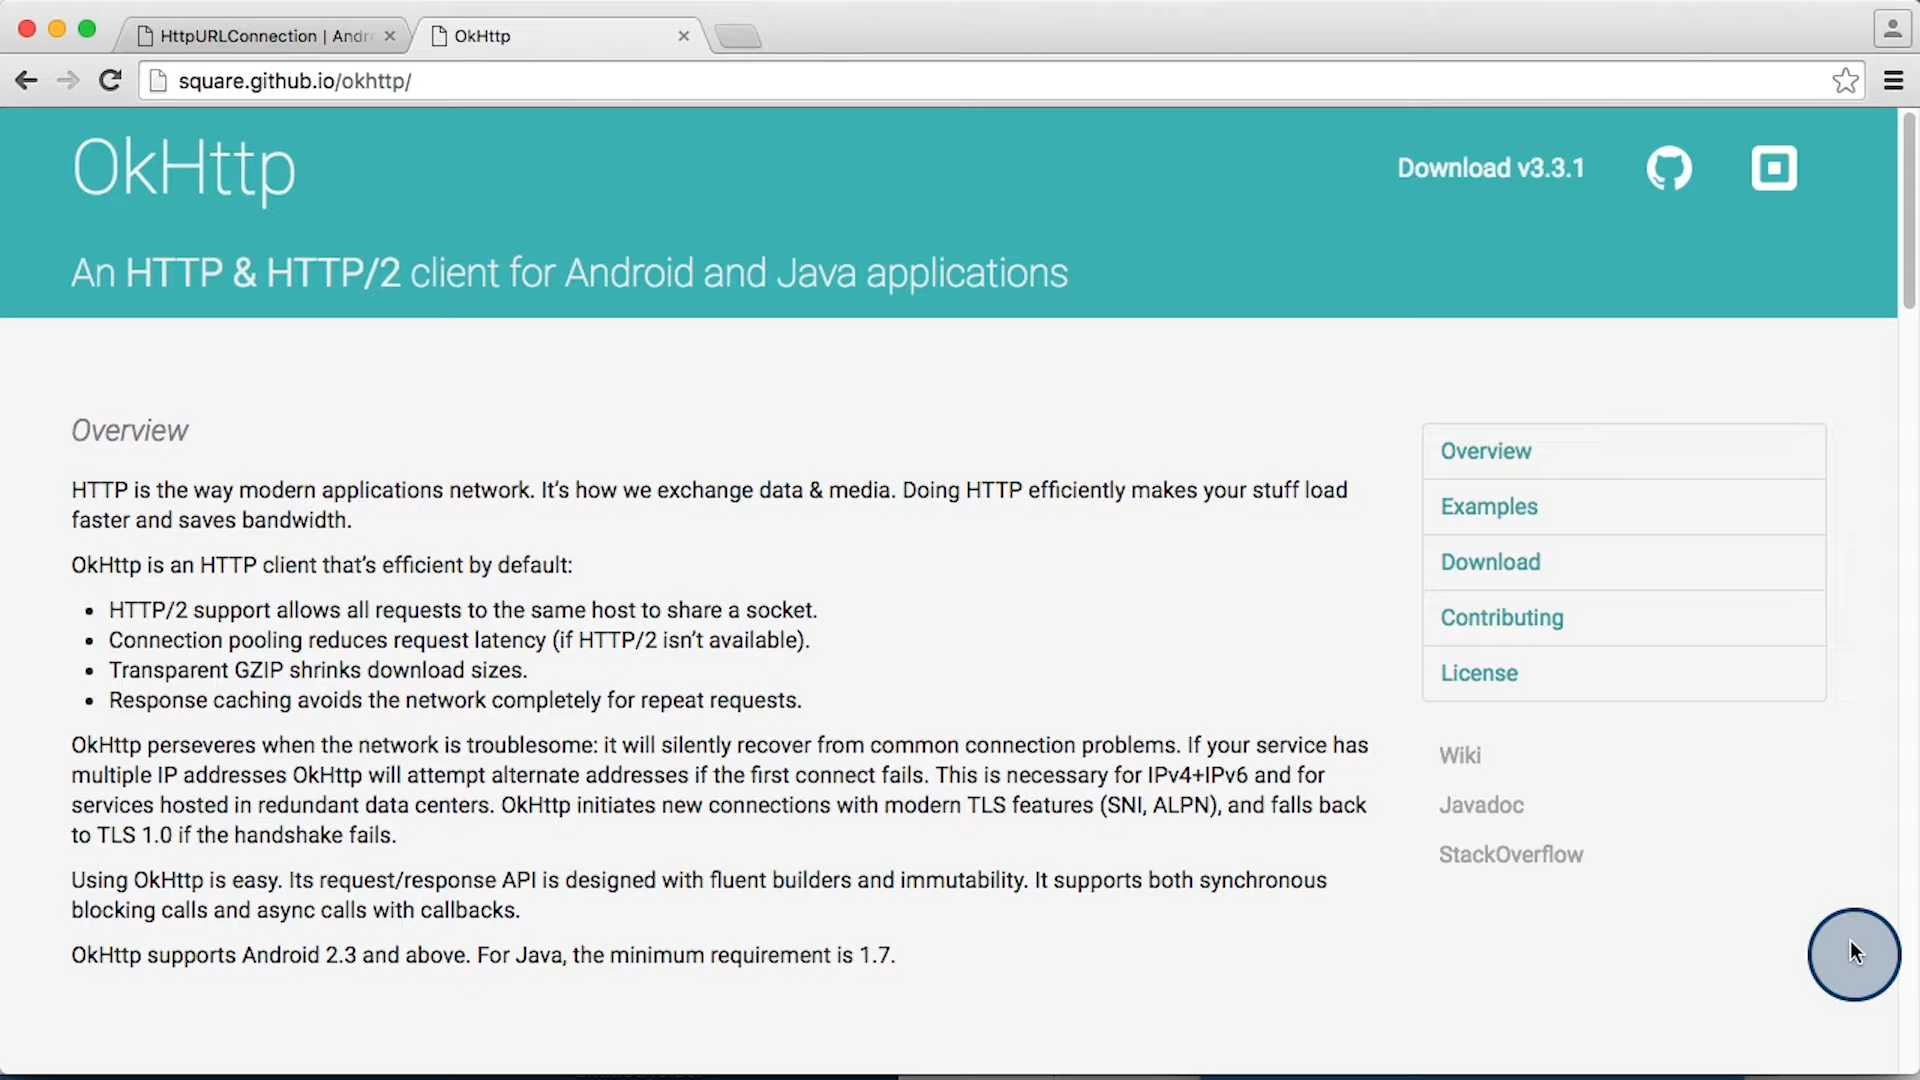 HttpURLConnection | Andr
OkHttp
square.github.io/okhttp/
OkHttp
Download v3.3.1
An HTTP & HTTP/2 client for Android and Java applications
Overview
HTTP is the way modern applications network. It’s how we exchange data & media. Doing HTTP efficiently makes your stuff load
faster and saves bandwidth.
OkHttp is an HTTP client that’s efficient by default:
• HTTP/2 support allows all requests to the same host to share a socket.
• Connection pooling reduces request latency (if HTTP/2 isn’t available).
• Transparent GZIP shrinks download sizes.
• Response caching avoids the network completely for repeat requests.
OkHttp perseveres when the network is troublesome: it will silently recover from common connection problems. If your service has
multiple IP addresses OkHttp will attempt alternate addresses if the first connect fails. This is necessary for IPv4+IPv6 and for
services hosted in redundant data centers. OkHttp initiates new connections with modern TLS features (SNI, ALPN), and falls back
to TLS 1.0 if the handshake fails.
Using OkHttp is easy. Its request/response API is designed with fluent builders and immutability. It supports both synchronous
blocking calls and async calls with callbacks.
OkHttp supports Android 2.3 and above. For Java, the minimum requirement is 1.7.
Overview
Examples
Download
Contributing
License
Wiki
Javadoc
StackOverflow